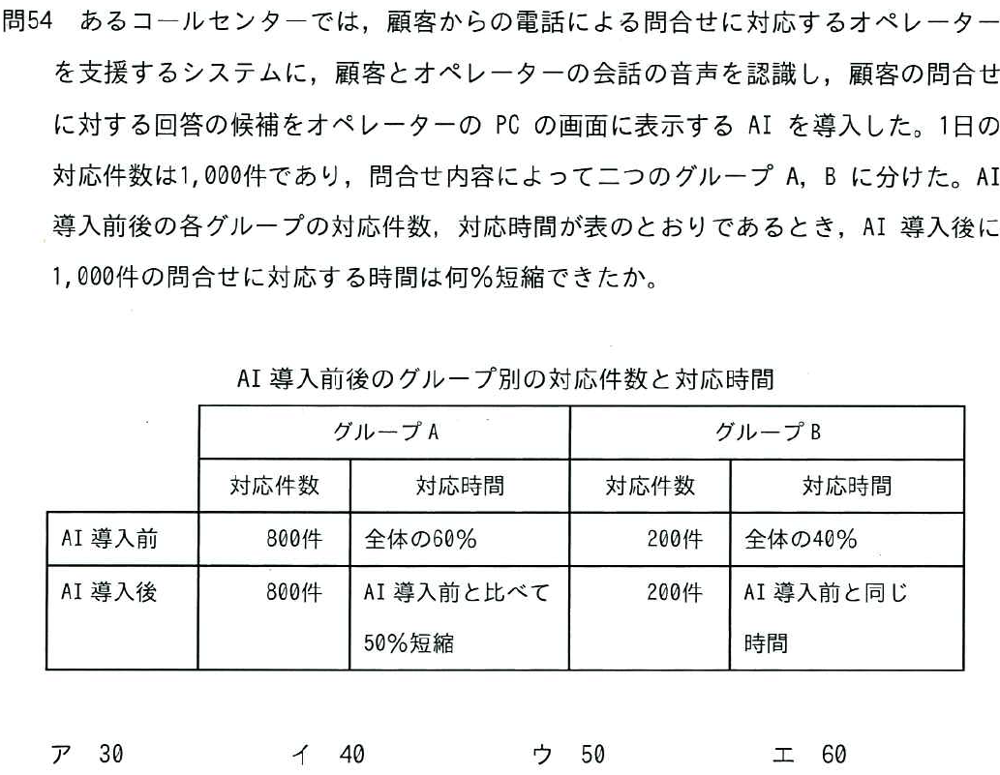 問54 あるコールセンターでは，顧客からの電話による問合せに対応するオペレーター
を支援するシステムに，顧客とオペレーターの会話の音声を認識し，顧客の問合せ
に対する回答の候補をオペレーターの PC の画面に表示する AI を導入した。1日の
対応件数は1,000件であり，問合せ内容によって二つのグループ A，B に分けた。AI
導入前後の各グループの対応件数，対応時間が表のとおりであるとき，AI 導入後に
1,000件の問合せに対応する時間は何％短縮できたか。
AI 導入前後のグループ別の対応件数と対応時間
グループ A グループ B
対応件数 対応時間 対応件数 対応時間
AI 導入前 800件 全体の60％ 200件 全体の40％
AI 導入後 800件 AI 導入前と比べて 200件 AI 導入前と同じ
50％短縮 時間
ア 30 イ 40 ウ 50 エ 60